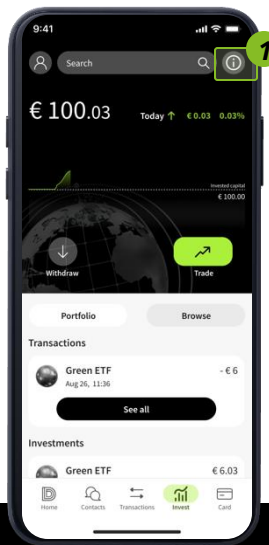 9:41
1
Search
€ 100.03
Today ↑ € 0.03 0.03%
Invested capital
€ 100.00
Withdraw
Trade
Portfolio
Browse
Transactions
Green ETF
- € 6
Aug 26, 11:36
See all
Investments
Green ETF
€ 6.03
Home
Contacts
Transactions
Invest
Card